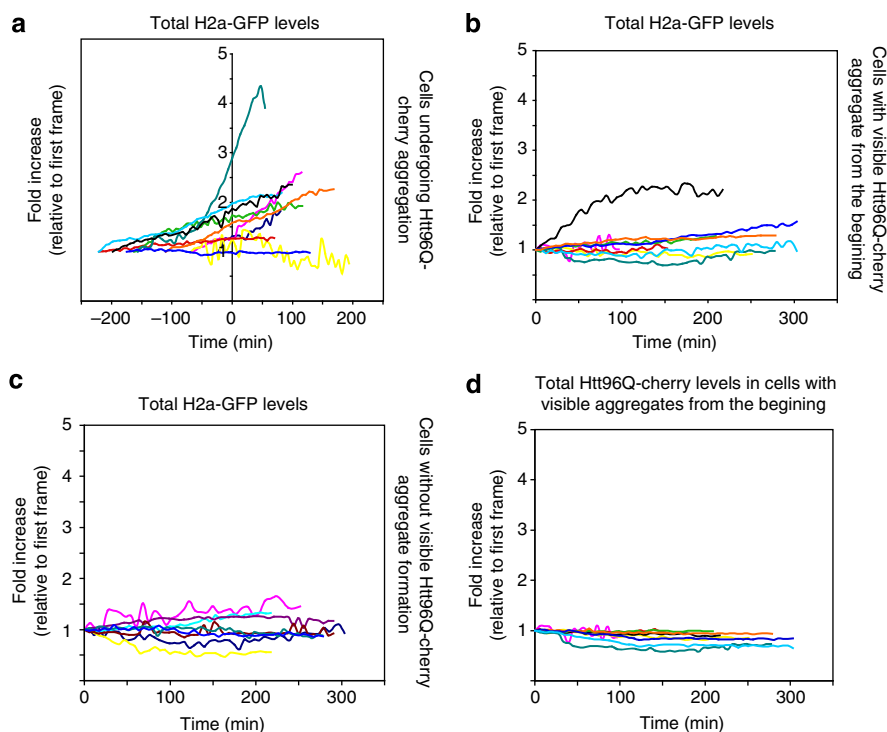 a
Total H2a-GFP levels
Fold increase
(relative to first frame)
5
4
3
2
1
–200
–100
0
100
200
Time (min)
Cells undergoing Htt96Q-
cherry aggregation
b
Total H2a-GFP levels
Fold increase
(relative to first frame)
5
4
3
2
1
0
100
200
300
Time (min)
Cells with visible Htt96Q-cherry
aggregate from the begining
c
Total H2a-GFP levels
Fold increase
(relative to first frame)
5
4
3
2
1
0
100
200
300
Time (min)
Cells without visible Htt96Q-cherry
aggregate formation
d
Total Htt96Q-cherry levels in cells with
visible aggregates from the begining
Fold increase
(relative to first frame)
5
4
3
2
1
0
100
200
300
Time (min)